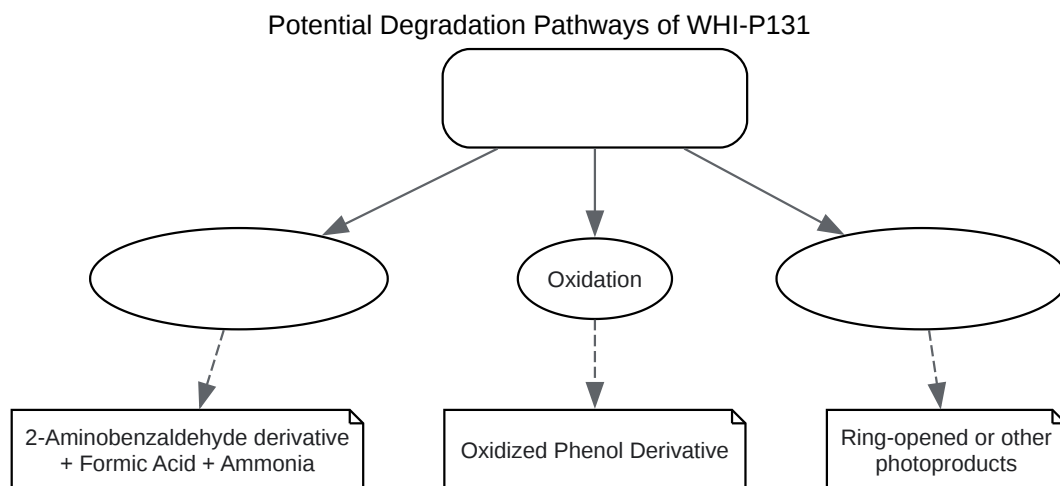 Potential Degradation Pathways of WHI-P131
Oxidation
2-Aminobenzaldehyde derivative
+ Formic Acid + Ammonia
Oxidized Phenol Derivative
Ring-opened or other
photoproducts